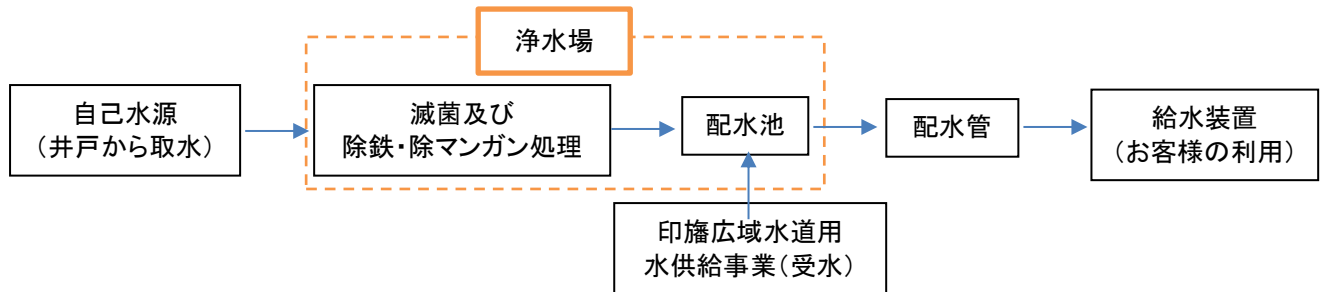 浄水場
自己水源
（井戸から取水）
滅菌及び
除鉄・除マンガン処理
配水池
配水管
給水装置
（お客様の利用）
印旛広域水道用
水供給事業（受水）